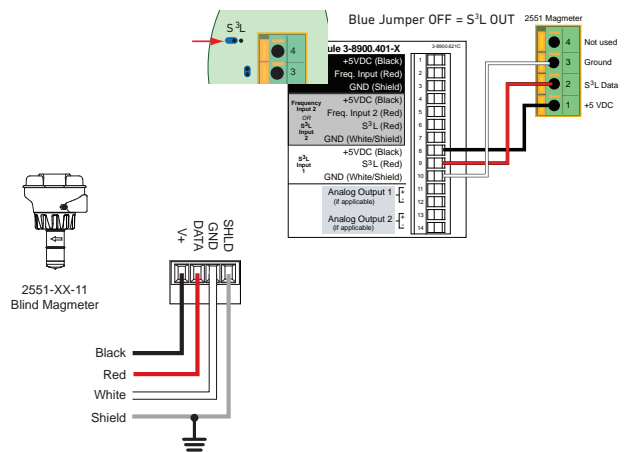 S³L
4
3
Blue Jumper OFF = S³L OUT
2551 Magmeter
4 Not used
3 Ground
2 S³L Data
1 +5 VDC
ule 3-8900.401-X
3-8900.621C
+5VDC (Black) 1
Freq. Input (Red) 2
GND (Shield) 3
Frequency Input 2
OR
S³L
Input
2
+5VDC (Black) 4
Freq. Input 2 (Red) 5
S³L (Red) 6
GND (White/Shield) 7
S³L
Input
1
+5VDC (Black) 8
S³L (Red) 9
GND (White/Shield) 10
Analog Output 1 + 11
(if applicable) - 12
Analog Output 2 + 13
(if applicable) - 14
2551-XX-11
Blind Magmeter
V+
DATA
GND
SHLD
Black
Red
White
Shield